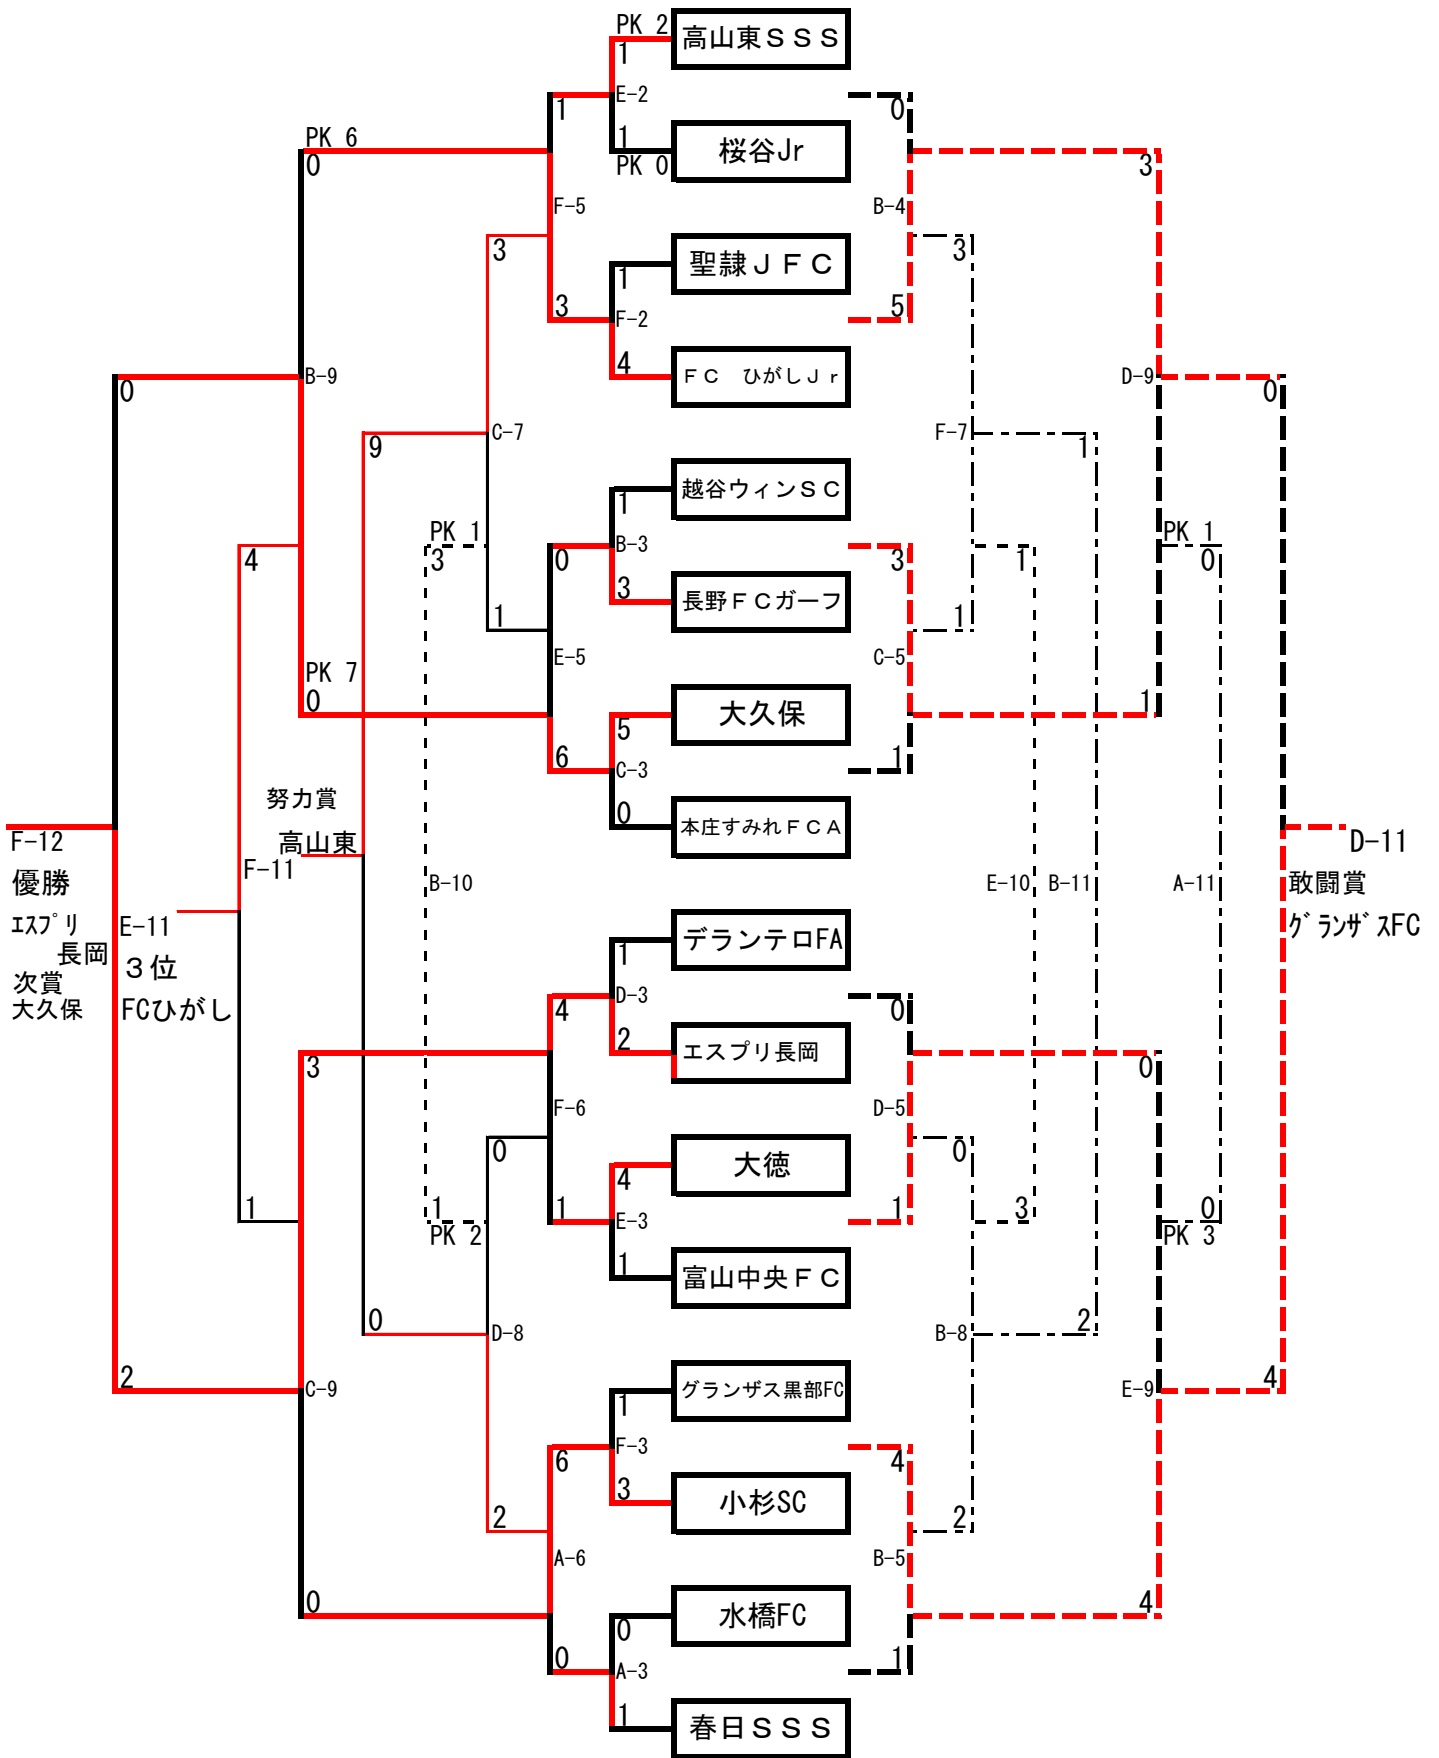 PK 2
高山東ＳＳＳ
1
E-2
1
0
1
桜谷Jr
PK 0
PK 6
0
3
F-5
B-4
3
聖隷ＪＦＣ
3
1
3
5
F-2
4
ＦＣ　ひがしＪｒ
0
B-9
D-9
0
9
C-7
F-7
1
越谷ウィンＳＣ
1
PK 1
3
B-3
0
3
1
PK 1
0
4
3
長野ＦＣガーフ
1
1
E-5
C-5
PK 7
0
大久保
5
1
6
C-3
1
努力賞
0
本庄すみれＦＣＡ
高山東
F-12
D-11
F-11
B-10
E-10
B-11
A-11
優勝
敢闘賞
ｴｽﾌﾟﾘ
長岡
E-11
ｸﾞﾗﾝｻﾞｽFC
デランテロFA
1
次賞
大久保
３位
FCひがし
4
D-3
0
2
エスプリ長岡
3
0
F-6
D-5
0
大徳
4
0
1
PK 2
1
1
E-3
1
3
0
PK 3
1
富山中央ＦＣ
0
D-8
B-8
2
2
C-9
グランザス黒部FC
1
E-9
4
6
F-3
4
3
小杉SC
2
2
A-6
B-5
0
水橋FC
0
4
0
A-3
1
1
春日ＳＳＳ